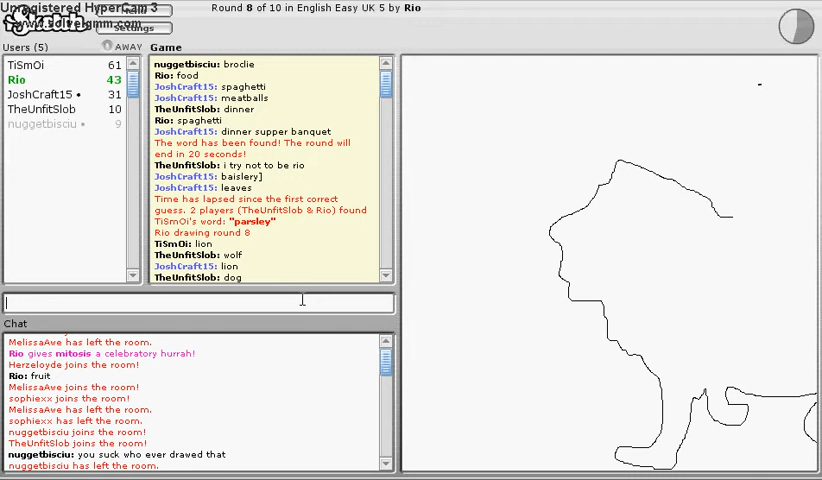 Unregistered HyperCam 3
www.solveigmm.com
Settings
Round 8 of 10 in English Easy UK 5 by Rio
Users (5)
AWAY
TiSmOi 61
Rio 43
JoshCraft15 • 31
TheUnfitSlob 10
nuggetbisciu • 9
Game
nuggetbisciu: broclie
Rio: food
JoshCraft15: spaghetti
JoshCraft15: meatballs
TheUnfitSlob: dinner
Rio: spaghetti
JoshCraft15: dinner supper banquet
The word has been found! The round will
end in 20 seconds!
TheUnfitSlob: i try not to be rio
JoshCraft15: baislery]
JoshCraft15: leaves
Time has lapsed since the first correct
guess. 2 players (TheUnfitSlob & Rio) found
TiSmOi's word: "parsley"
Rio drawing round 8
TiSmOi: lion
TheUnfitSlob: wolf
JoshCraft15: lion
TheUnfitSlob: dog
Chat
MelissaAwe has left the room.
Rio gives mitosis a celebratory hurrah!
Herzeloyde joins the room!
Rio: fruit
MelissaAwe joins the room!
sophiexx joins the room!
MelissaAwe has left the room.
sophiexx has left the room.
nuggetbisciu joins the room!
TheUnfitSlob joins the room!
nuggetbisciu: you suck who ever drawed that
nuggetbisciu has left the room.